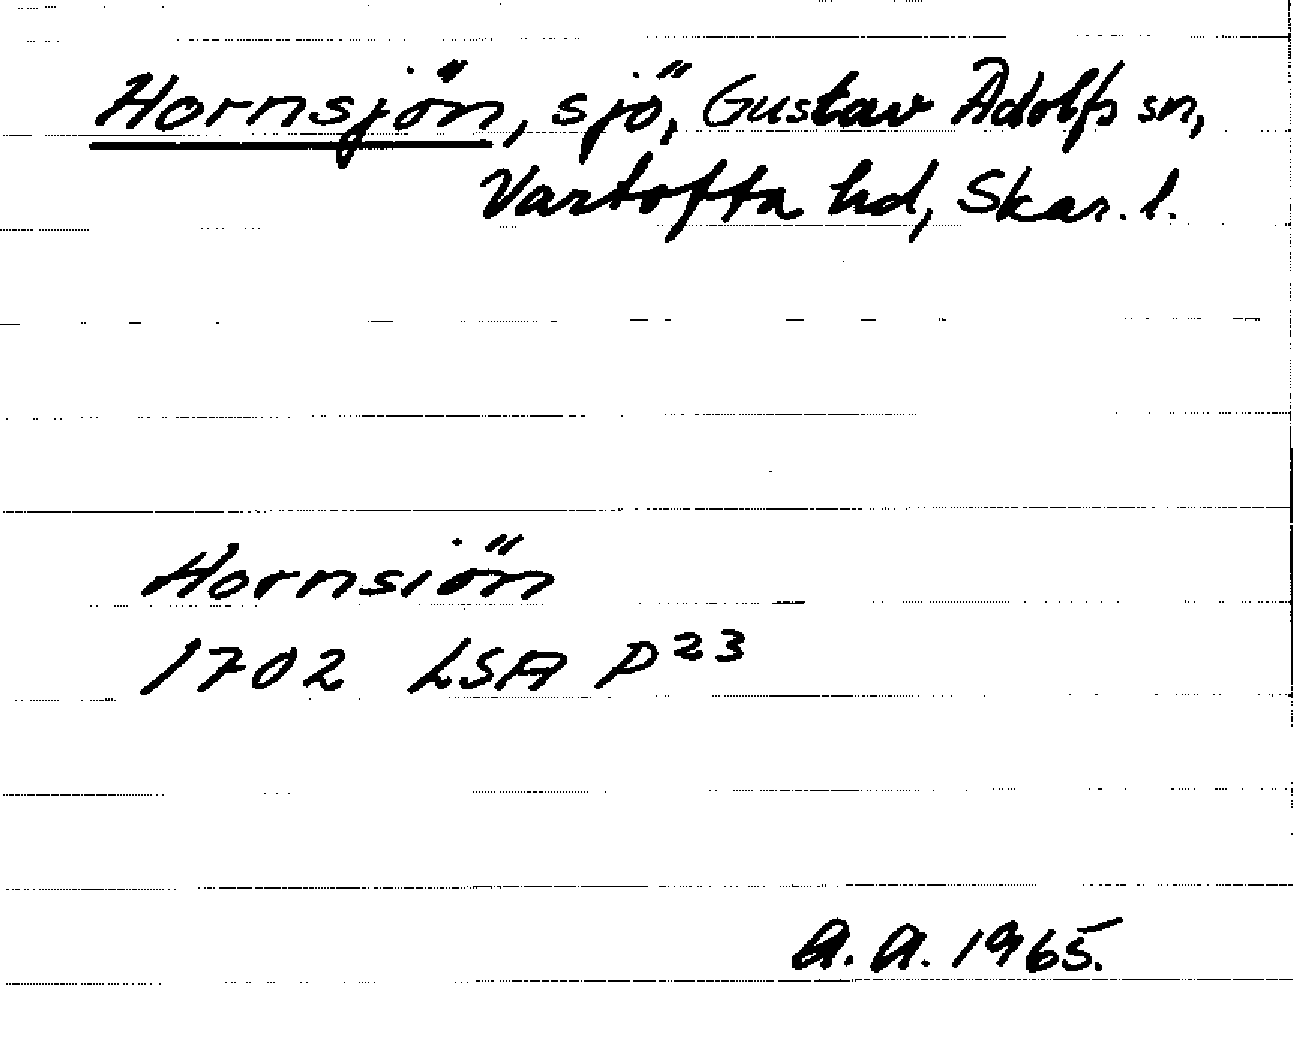 Hornsjön, sjö, Gustav Adolfs sn,
Vartofta hd, Skar. l.
Hornsiön
1702 LSA P²³
A. A. 1965.